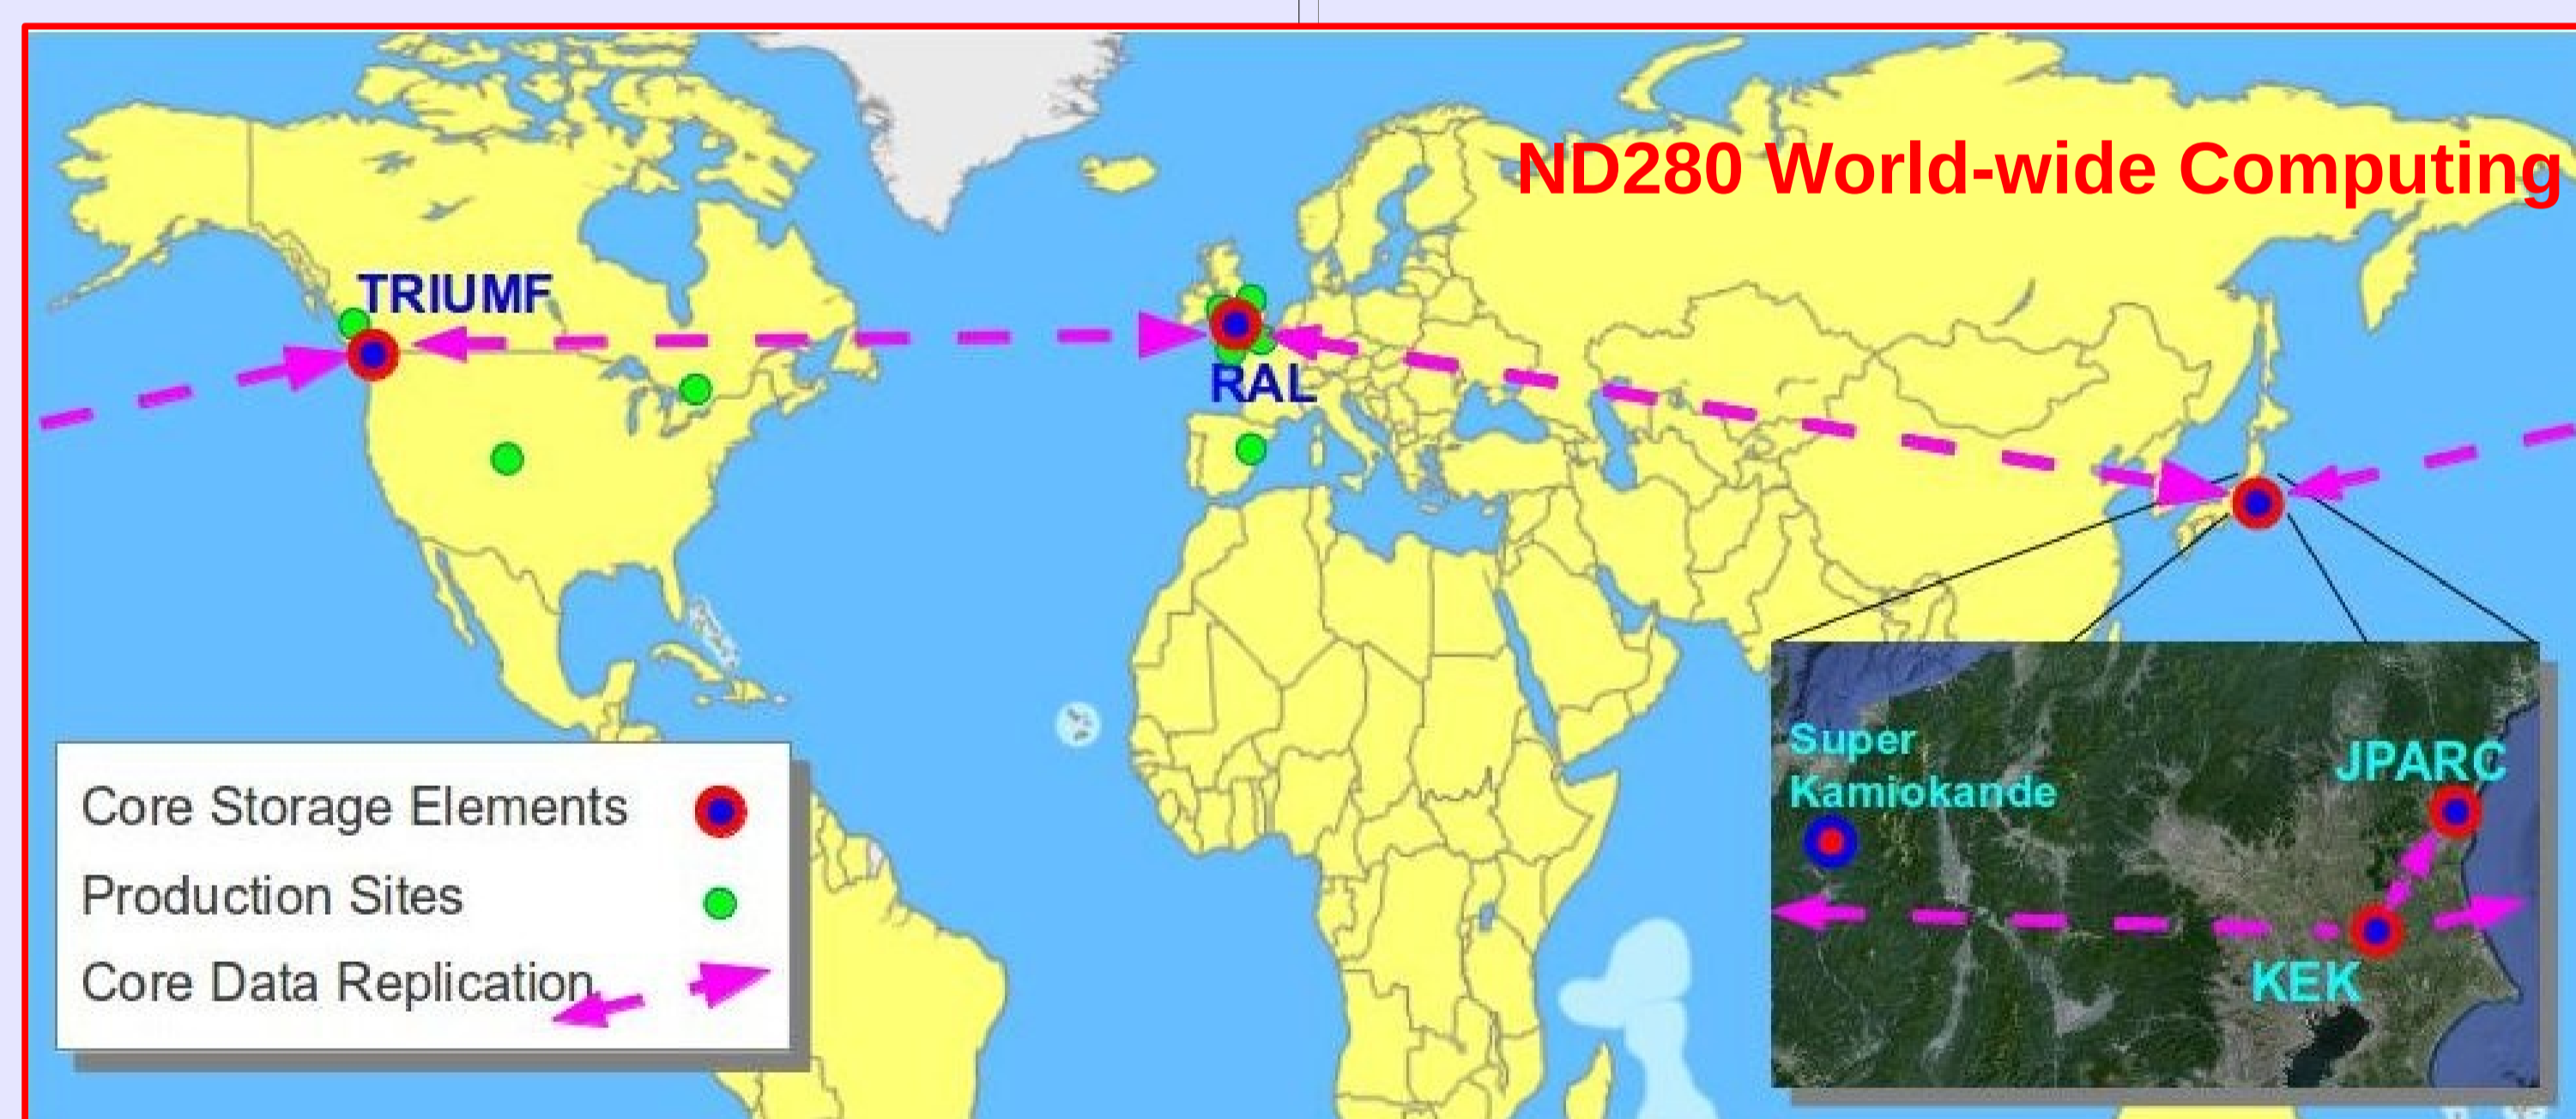 ND280 World-wide Computing
TRIUMF
RAL
Super
Kamiokande
JPARC
KEK
Core Storage Elements
Production Sites
Core Data Replication